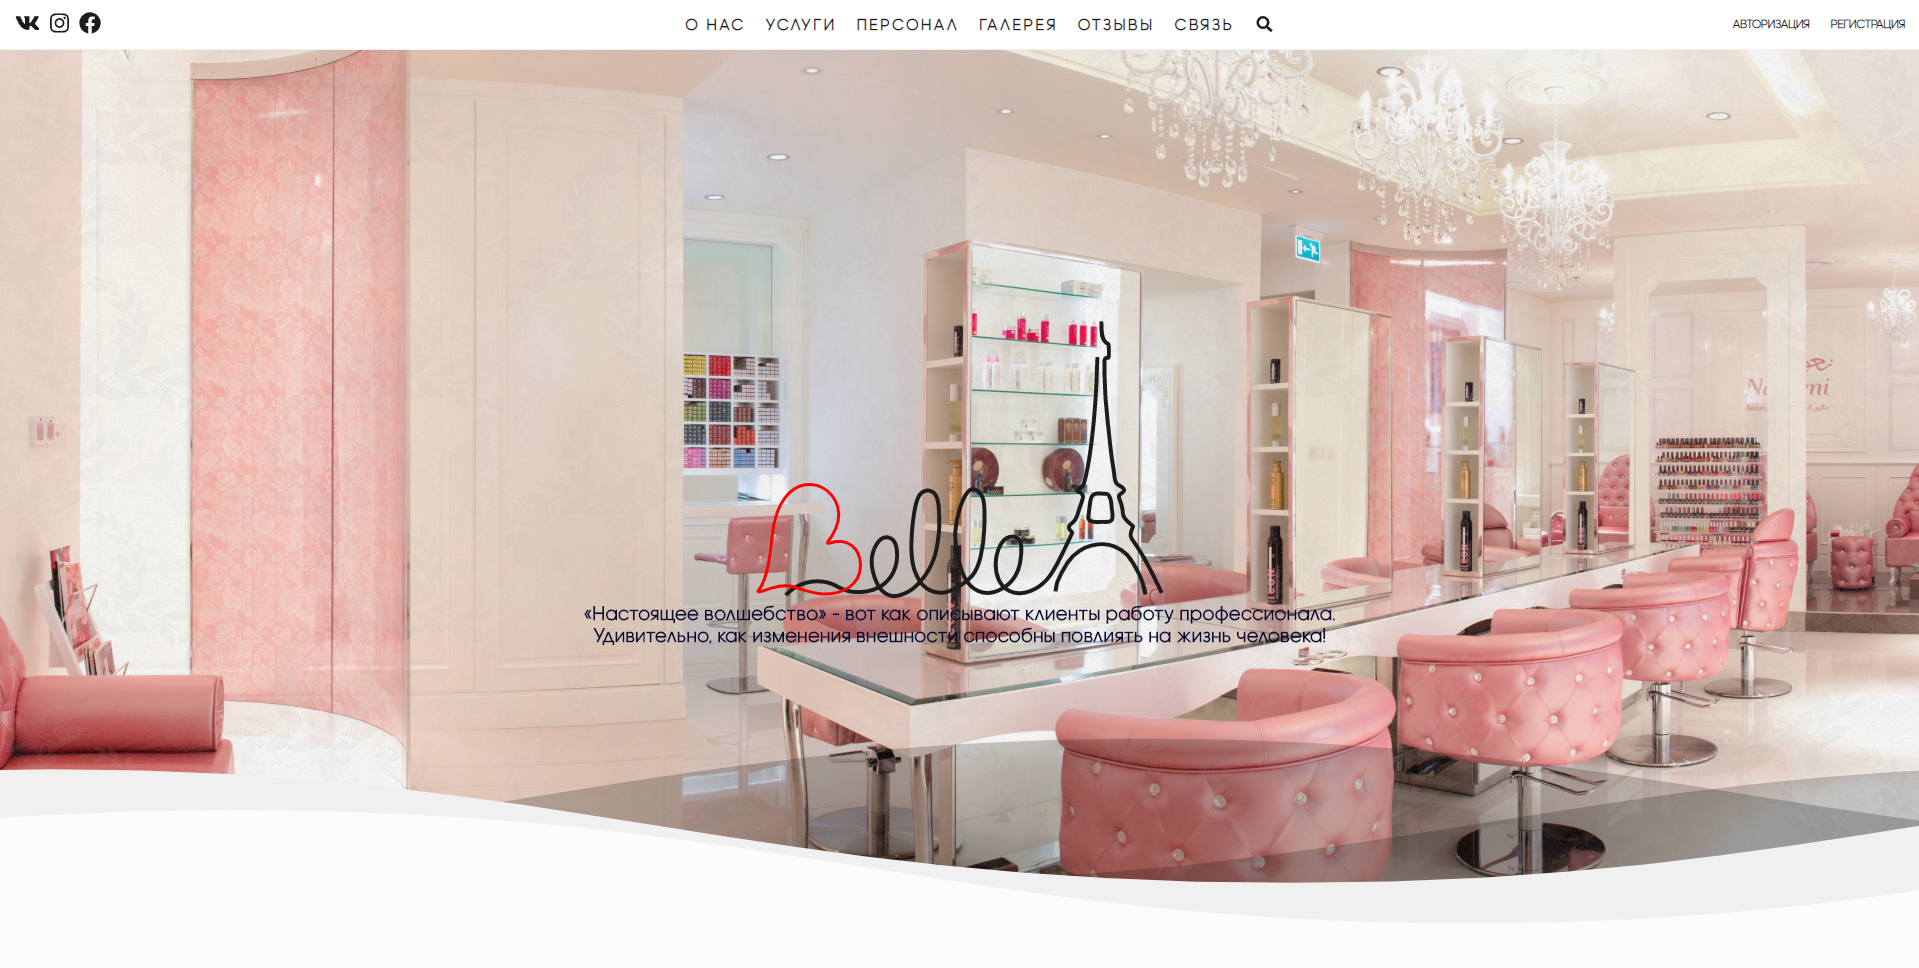 О НАС УСЛУГИ ПЕРСОНАЛ ГАЛЕРЕЯ ОТЗЫВЫ СВЯЗЬ
АВТОРИЗАЦИЯ РЕГИСТРАЦИЯ
Belle
«Настоящее волшебство» - вот как описывают клиенты работу профессионала.
Удивительно, как изменения внешности способны повлиять на жизнь человека!